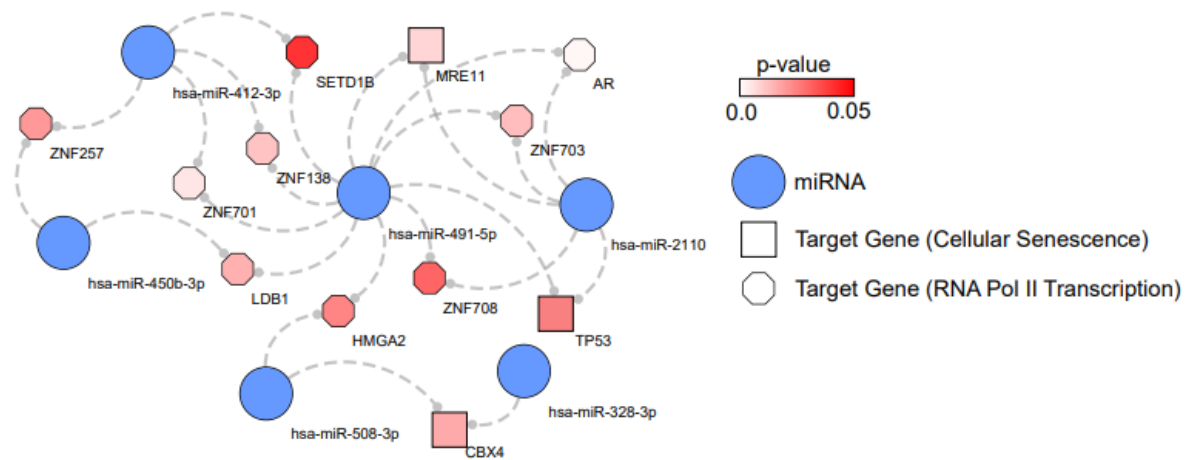 SETD1B
MRE11
AR
hsa-miR-412-3p
ZNF257
ZNF138
ZNF703
ZNF701
hsa-miR-491-5p
hsa-miR-2110
hsa-miR-450b-3p
LDB1
ZNF708
HMGA2
TP53
hsa-miR-328-3p
hsa-miR-508-3p
CBX4
p-value
0.0 0.05
miRNA
Target Gene (Cellular Senescence)
Target Gene (RNA Pol II Transcription)